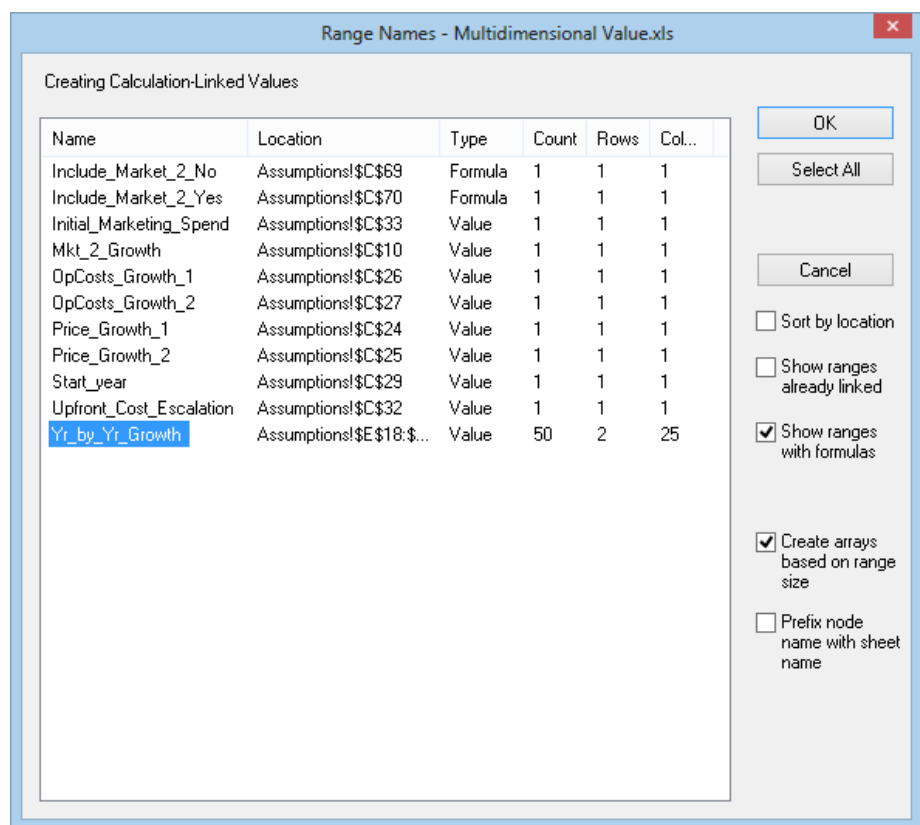 Range Names - Multidimensional Value.xls
Creating Calculation-Linked Values
Name Location Type Count Rows Col...
Include_Market_2_No Assumptions!$C$69 Formula 1 1 1
Include_Market_2_Yes Assumptions!$C$70 Formula 1 1 1
Initial_Marketing_Spend Assumptions!$C$33 Value 1 1 1
Mkt_2_Growth Assumptions!$C$10 Value 1 1 1
OpCosts_Growth_1 Assumptions!$C$26 Value 1 1 1
OpCosts_Growth_2 Assumptions!$C$27 Value 1 1 1
Price_Growth_1 Assumptions!$C$24 Value 1 1 1
Price_Growth_2 Assumptions!$C$25 Value 1 1 1
Start_year Assumptions!$C$29 Value 1 1 1
Upfront_Cost_Escalation Assumptions!$C$32 Value 1 1 1
Yr_by_Yr_Growth Assumptions!$E$18:$... Value 50 2 25
OK
Select All
Cancel
Sort by location
Show ranges
already linked
Show ranges
with formulas
Create arrays
based on range
size
Prefix node
name with sheet
name